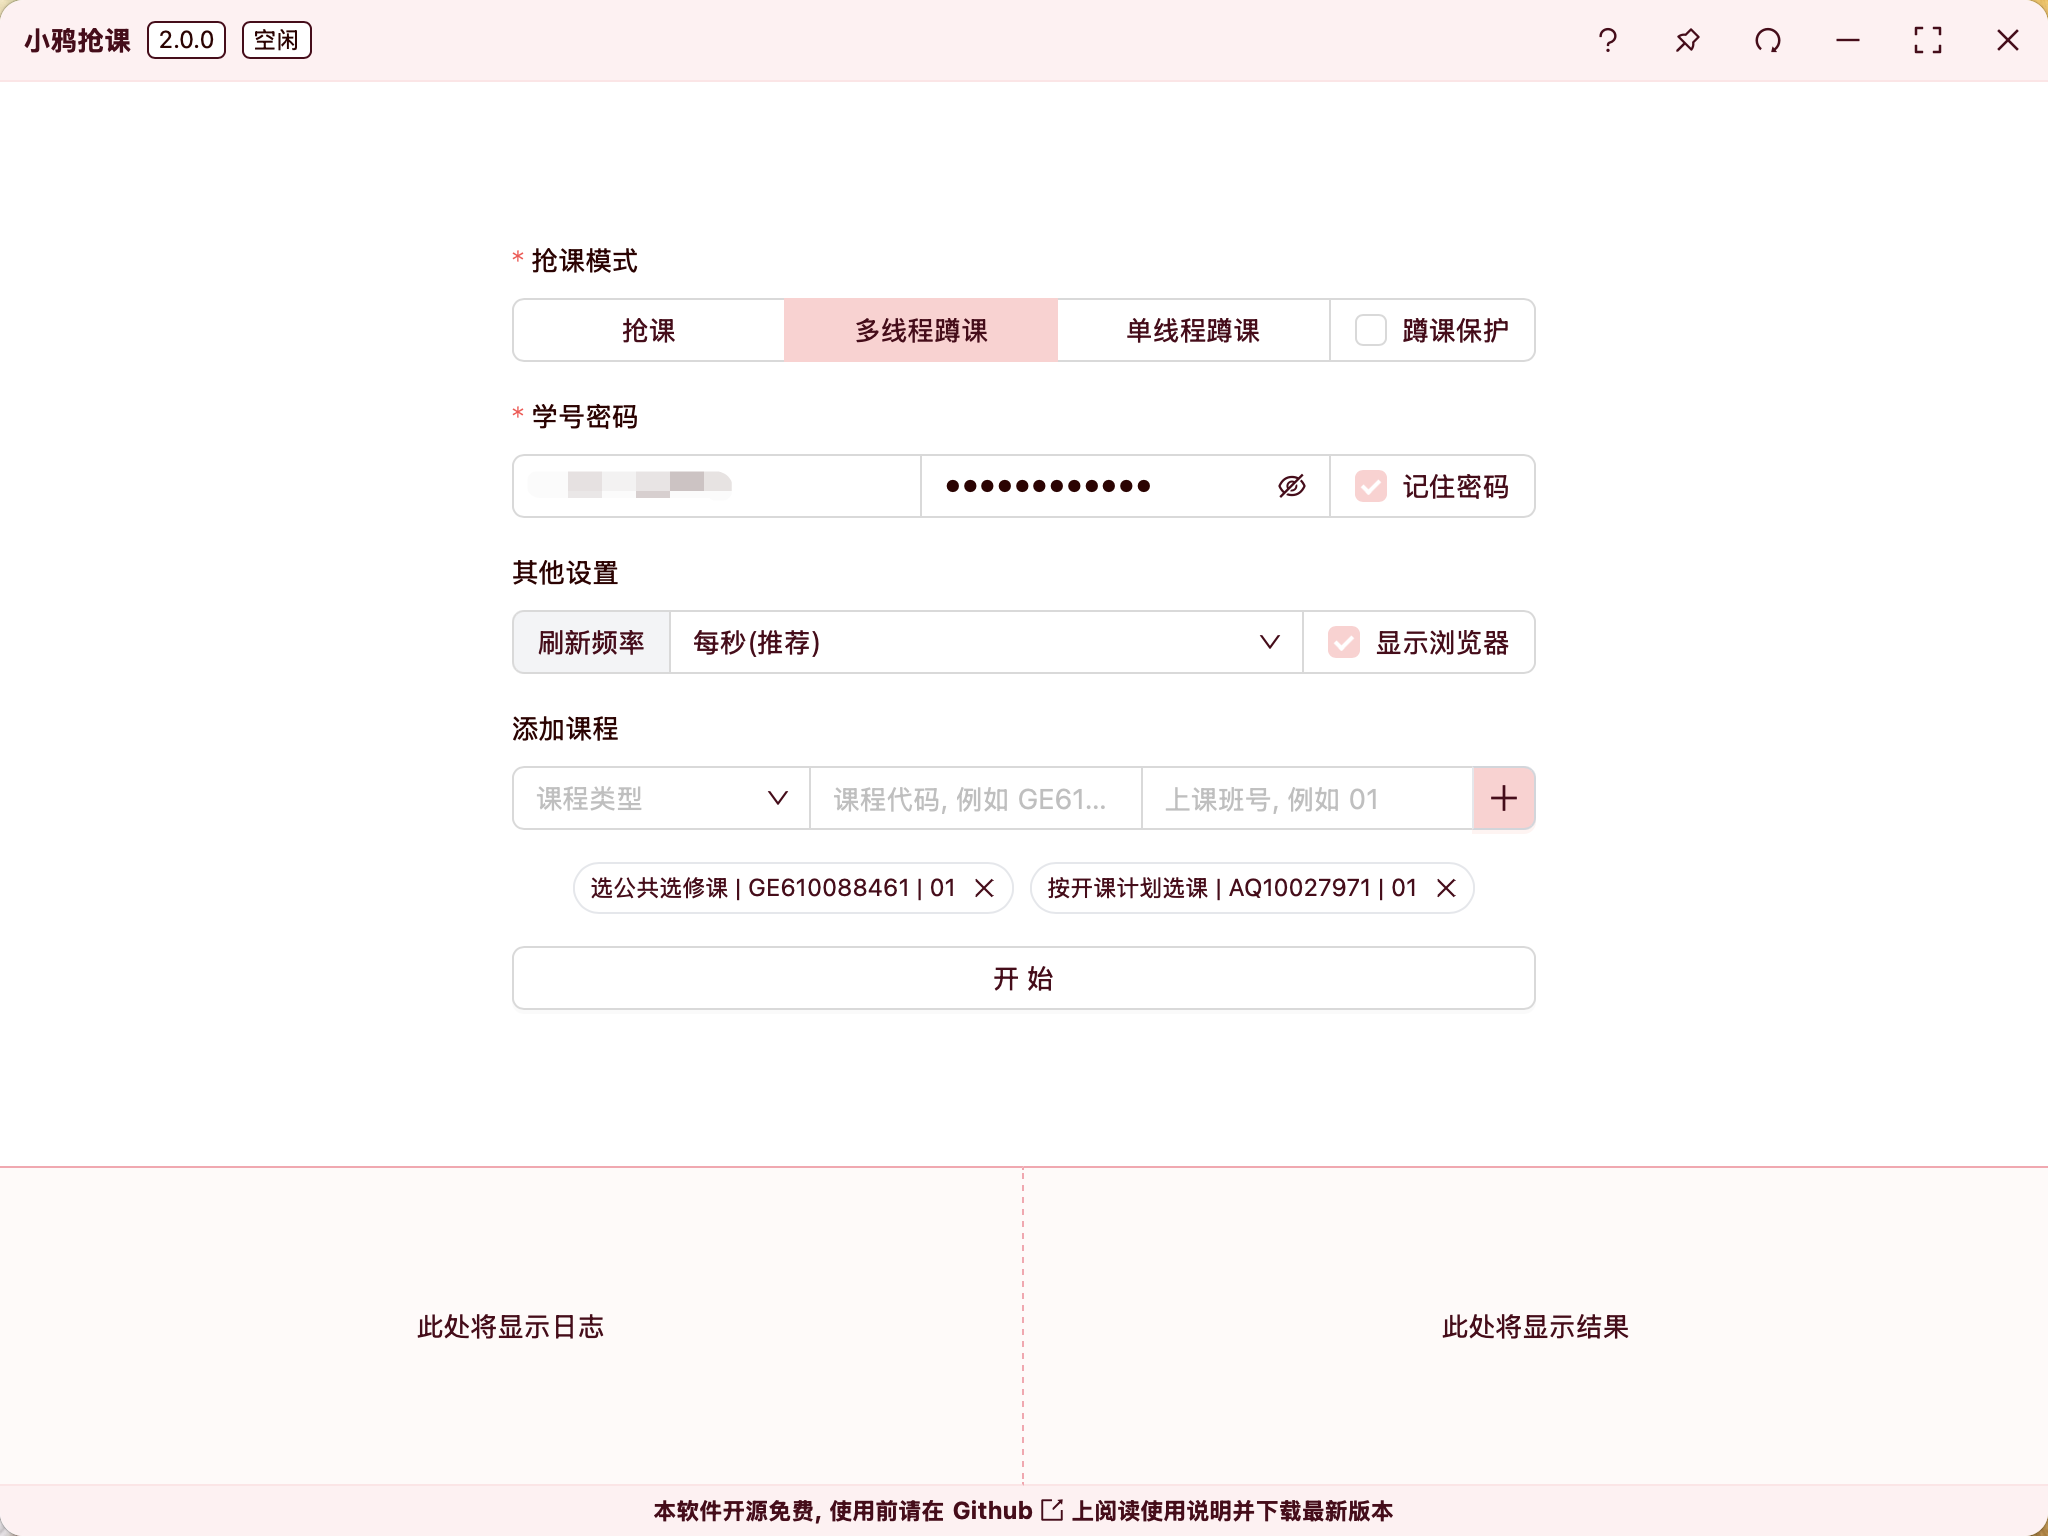 小鸦抢课 2.0.0 空闲
* 抢课模式
抢课 多线程蹲课 单线程蹲课 蹲课保护
* 学号密码
记住密码
其他设置
刷新频率 每秒(推荐) 显示浏览器
添加课程
课程类型 课程代码, 例如 GE61... 上课班号, 例如 01
选公共选修课 | GE610088461 | 01 按开课计划选课 | AQ10027971 | 01
开 始
此处将显示日志 此处将显示结果
本软件开源免费, 使用前请在 Github 上阅读使用说明并下载最新版本